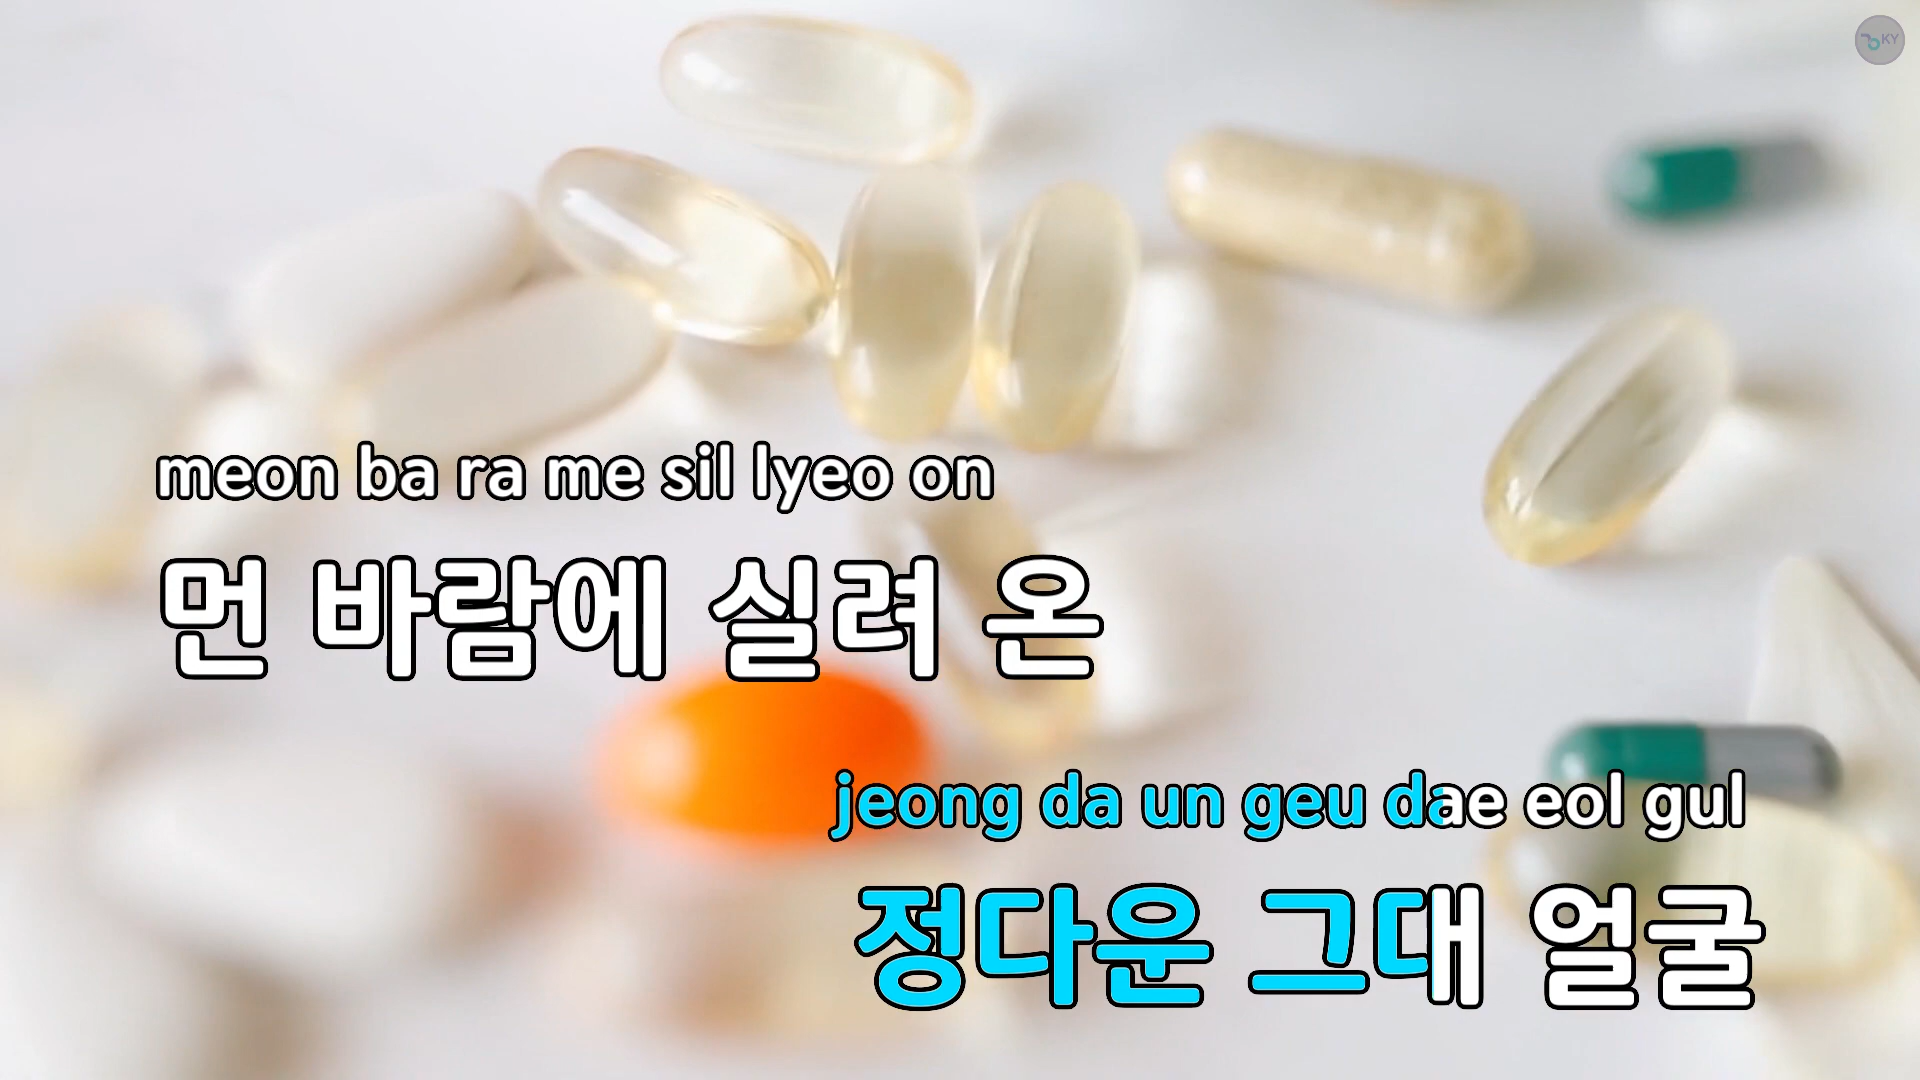 KY
meon ba ra me sil lyeo on
먼 바람에 실려 온
jeong da un geu dae eol gul
정다운 그대 얼굴